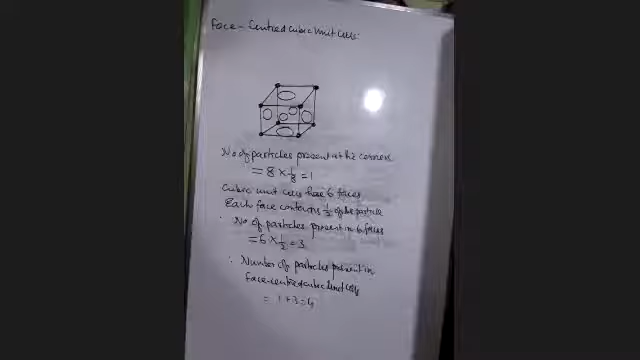 Face - Centred Cubic Unit Cells:
No of particles present at the corners
= 8 × 1/8 = 1
Cubic unit cells have 6 faces
Each face contains 1/2 of the particle
No of particles present in 6 faces
= 6 × 1/2 = 3
∴ Number of particles present in
Face-centred cubic Unit Cell
= 1 + 3 = 4